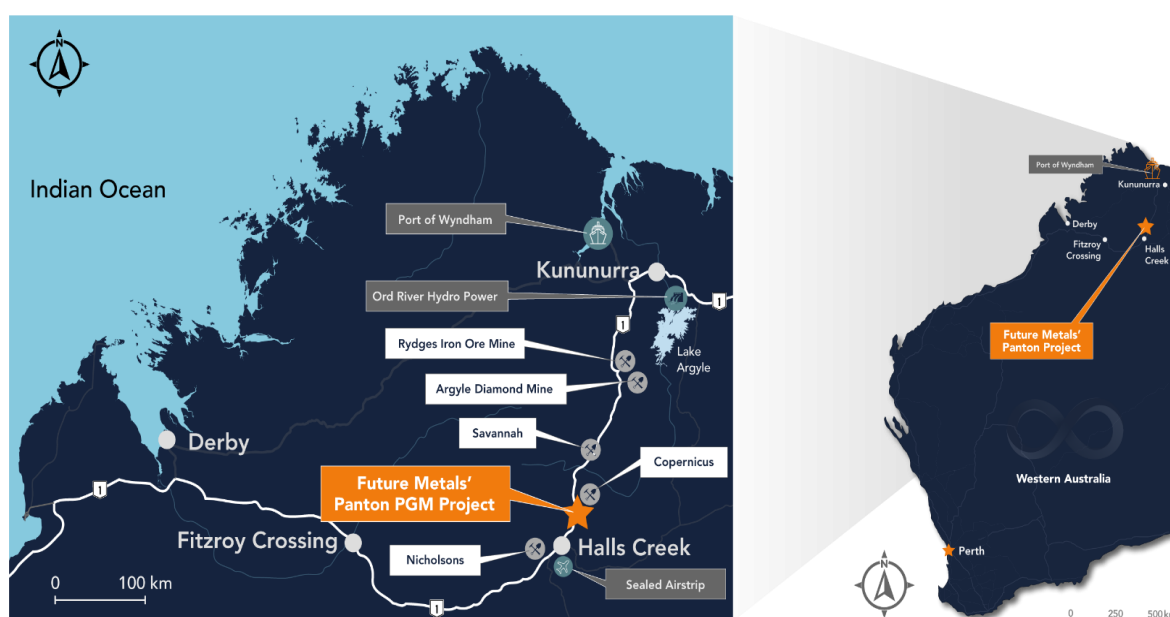 N
Indian Ocean
Port of Wyndham
Kununurra
Ord River Hydro Power
1
1
Rydges Iron Ore Mine
Lake
Argyle
Argyle Diamond Mine
Savannah
Derby
Copernicus
Future Metals'
Panton PGM Project
1
Fitzroy Crossing
Halls Creek
Nicholsons
Sealed Airstrip
0 100 km
1
Port of Wyndham
Kununurra
Derby
Fitzroy
Crossing
Halls
Creek
Future Metals'
Panton Project
Western Australia
Perth
N
0 250 500k